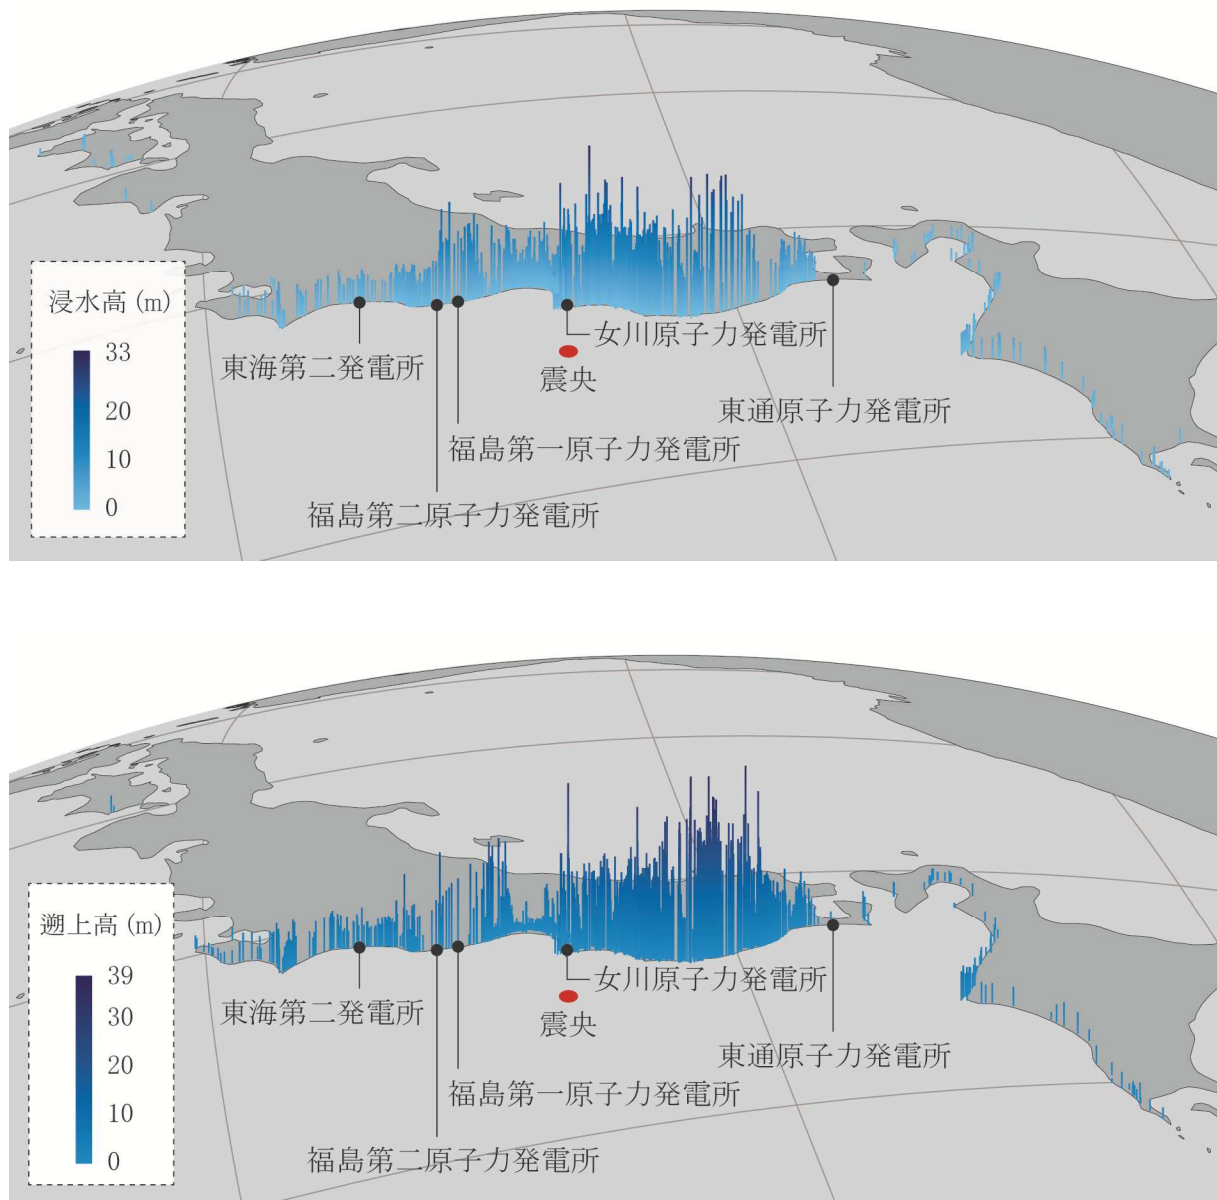 浸水高 (m)
33
20
10
0
東海第二発電所
女川原子力発電所
震央
東通原子力発電所
福島第一原子力発電所
福島第二原子力発電所
遡上高 (m)
39
30
20
10
0
東海第二発電所
女川原子力発電所
震央
東通原子力発電所
福島第一原子力発電所
福島第二原子力発電所